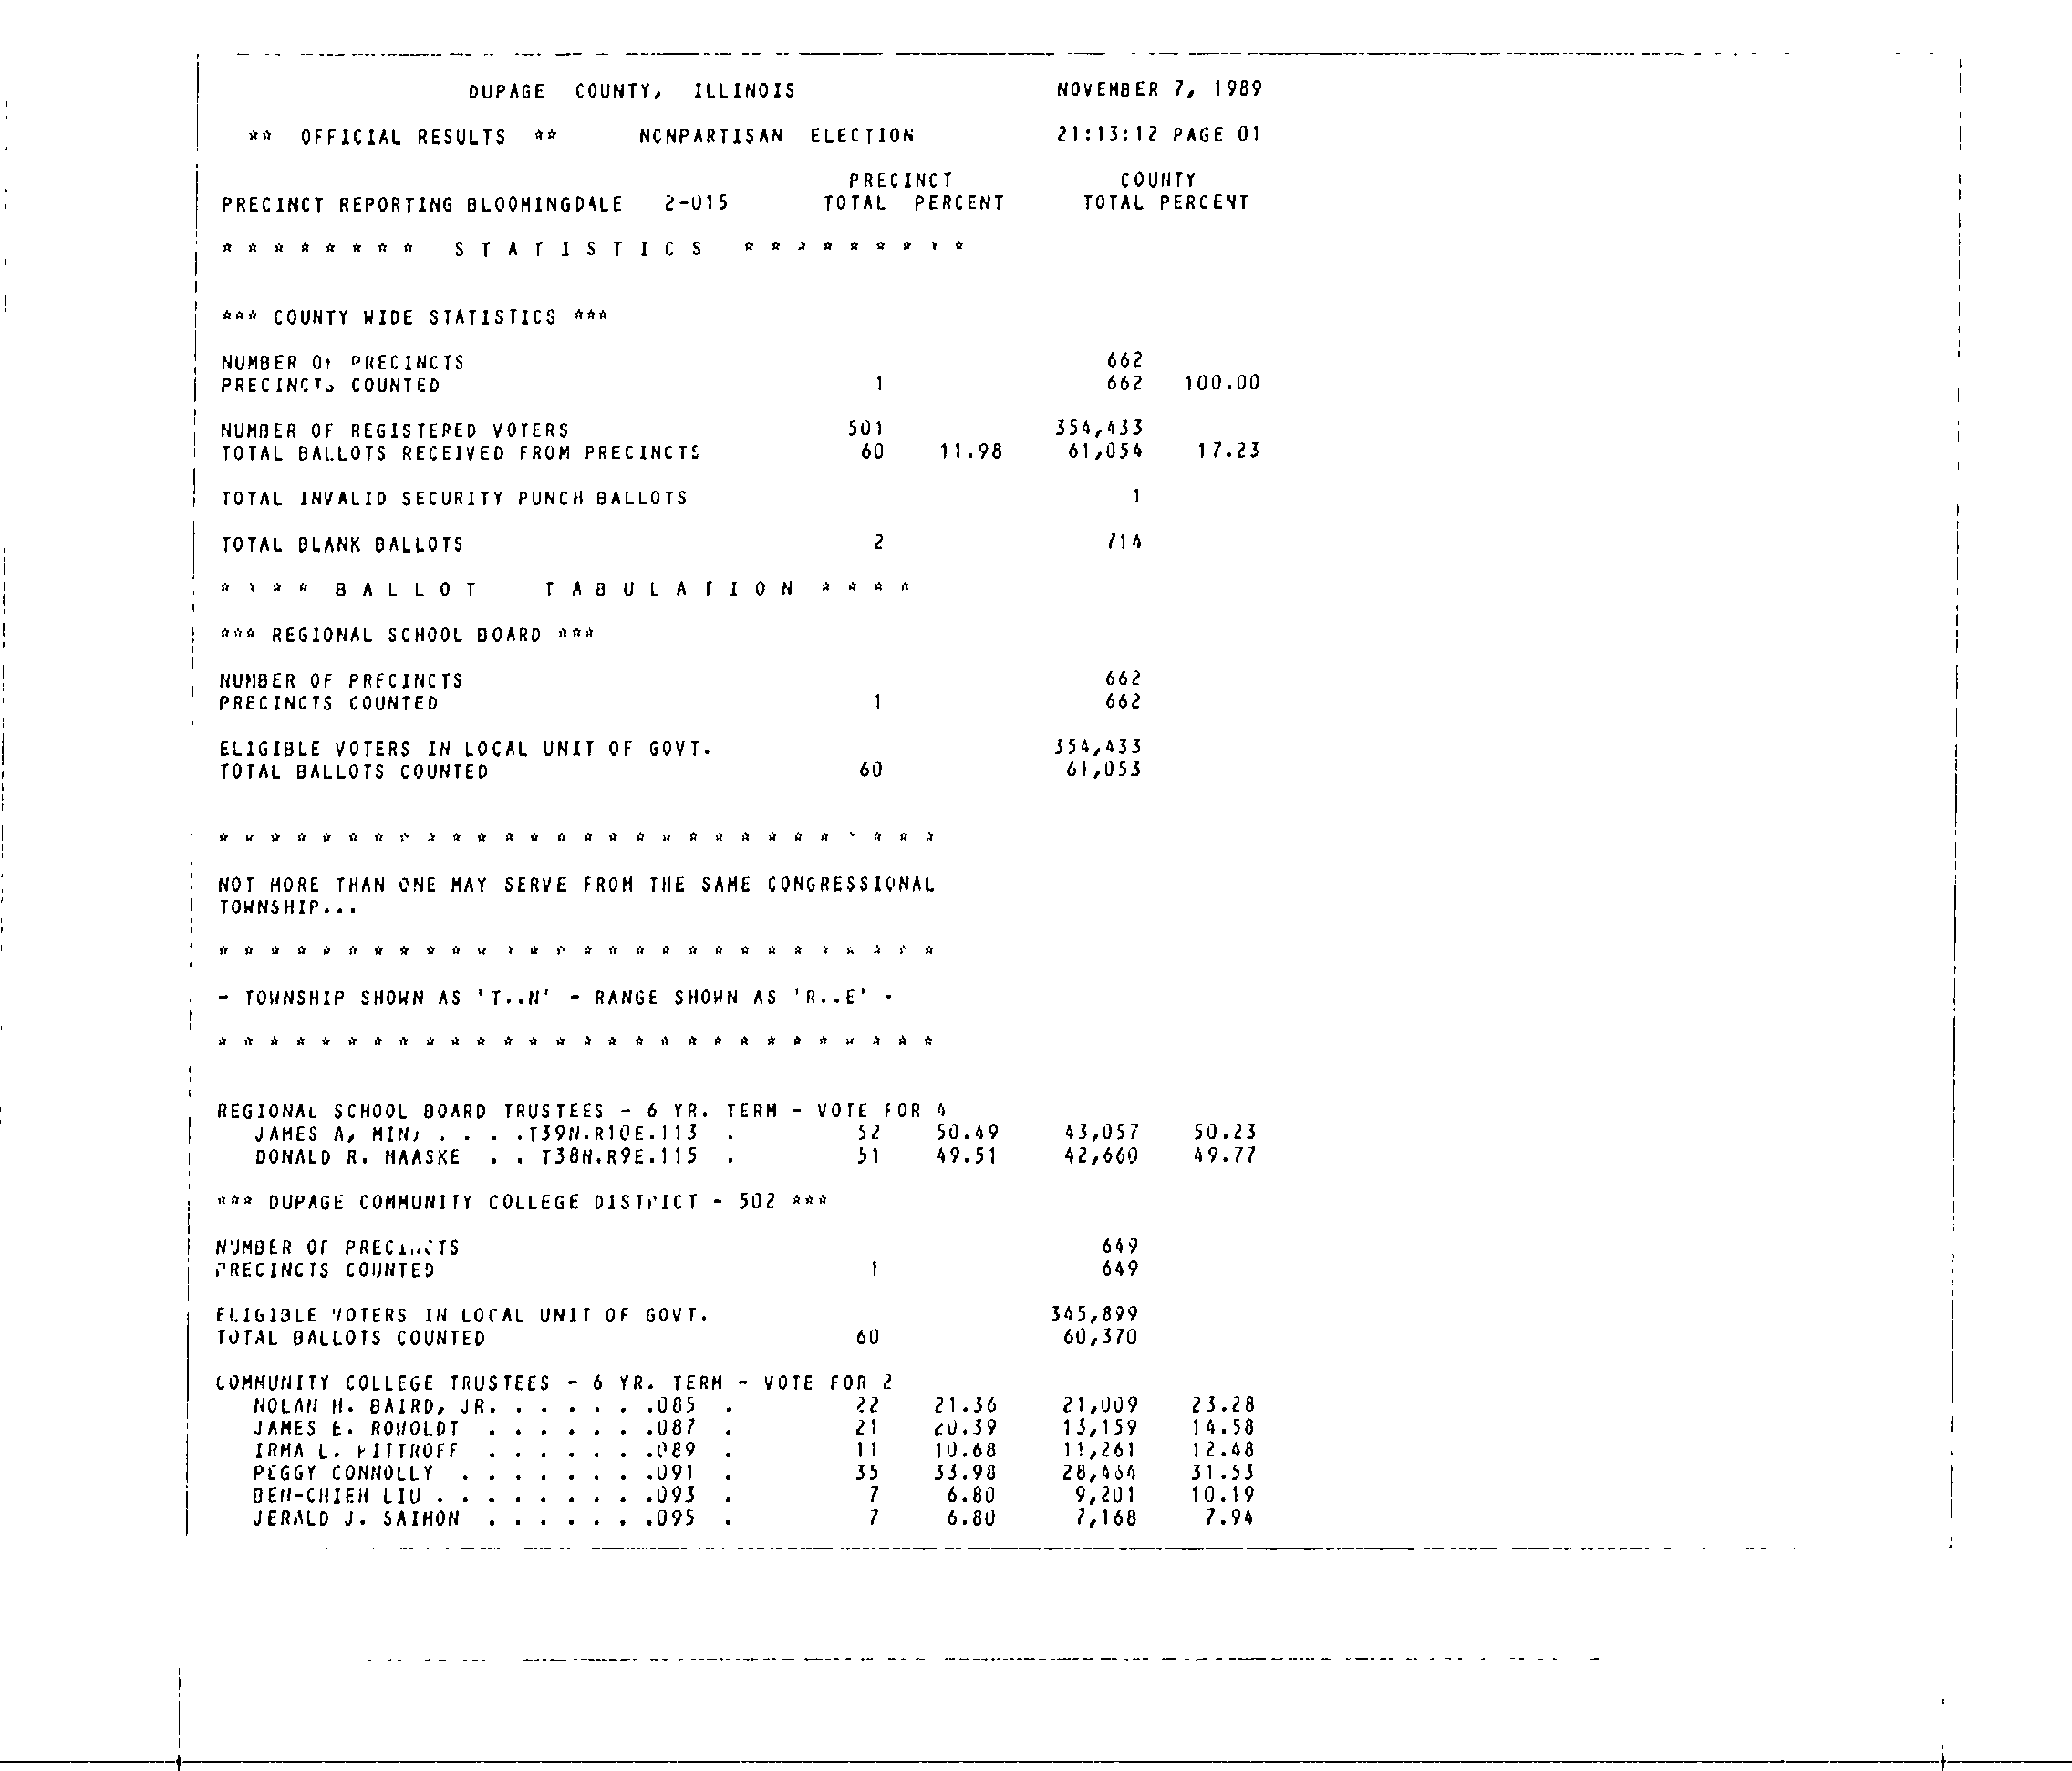 DUPAGE COUNTY, ILLINOIS NOVEMBER 7, 1989
** OFFICIAL RESULTS ** NONPARTISAN ELECTION 21:13:12 PAGE 01
PRECINCT COUNTY
PRECINCT REPORTING BLOOMINGDALE 2-015 TOTAL PERCENT TOTAL PERCENT
* * * * * * * * S T A T I S T I C S * * * * * * * * *
*** COUNTY WIDE STATISTICS ***
NUMBER OF PRECINCTS 662
PRECINCTS COUNTED 1 662 100.00
NUMBER OF REGISTERED VOTERS 501 354,433
TOTAL BALLOTS RECEIVED FROM PRECINCTS 60 11.98 61,054 17.23
TOTAL INVALID SECURITY PUNCH BALLOTS 1
TOTAL BLANK BALLOTS 2 714
* * * * B A L L O T T A B U L A T I O N * * * *
*** REGIONAL SCHOOL BOARD ***
NUMBER OF PRECINCTS 662
PRECINCTS COUNTED 1 662
ELIGIBLE VOTERS IN LOCAL UNIT OF GOVT. 354,433
TOTAL BALLOTS COUNTED 60 61,053
* * * * * * * * * * * * * * * * * * * * * * * * * * * *
NOT MORE THAN ONE MAY SERVE FROM THE SAME CONGRESSIONAL
TOWNSHIP...
* * * * * * * * * * * * * * * * * * * * * * * * * * * *
- TOWNSHIP SHOWN AS 'T..N' - RANGE SHOWN AS 'R..E' -
* * * * * * * * * * * * * * * * * * * * * * * * * * * *
REGIONAL SCHOOL BOARD TRUSTEES - 6 YR. TERM - VOTE FOR 4
JAMES A, . . . .T39N.R10E.113 . 52 50.49 43,057 50.23
DONALD R. MAASKE . . T38N.R9E.115 . 51 49.51 42,660 49.77
*** DUPAGE COMMUNITY COLLEGE DISTRICT - 502 ***
NUMBER OF PRECINCTS 649
PRECINCTS COUNTED 1 649
ELIGIBLE VOTERS IN LOCAL UNIT OF GOVT. 345,899
TOTAL BALLOTS COUNTED 60 60,370
COMMUNITY COLLEGE TRUSTEES - 6 YR. TERM - VOTE FOR 2
NOLAN H. BAIRD, JR. . . . . . .085 . 22 21.36 21,009 23.28
JAMES E. ROWOLDT . . . . . . .087 . 21 20.39 13,159 14.58
IRMA L. PITTROFF . . . . . . .089 . 11 10.68 11,261 12.48
PEGGY CONNOLLY . . . . . . . .091 . 35 33.98 31.53
BEN-CHIEH LIU . . . . . . . . .093 . 7 6.80 9,201 10.19
JERALD J. SAIMON . . . . . . .095 . 7 6.80 7,168 7.94